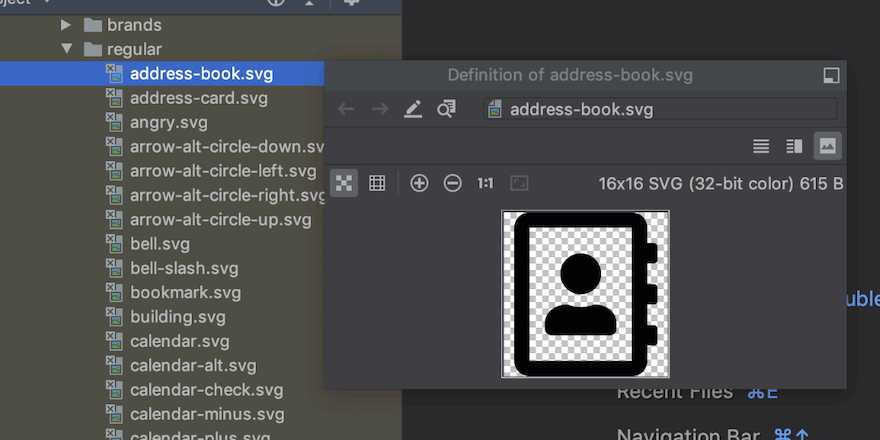 brands
regular
address-book.svg
address-card.svg
angry.svg
arrow-alt-circle-down.sv
arrow-alt-circle-left.svg
arrow-alt-circle-right.svg
arrow-alt-circle-up.svg
bell.svg
bell-slash.svg
bookmark.svg
building.svg
calendar.svg
calendar-alt.svg
calendar-check.svg
calendar-minus.svg
calendar-plus.svg
Definition of address-book.svg
address-book.svg
1:1
16x16 SVG (32-bit color) 615 B
uble
Recent Files ⌘E
Navigation Bar ⌘↑